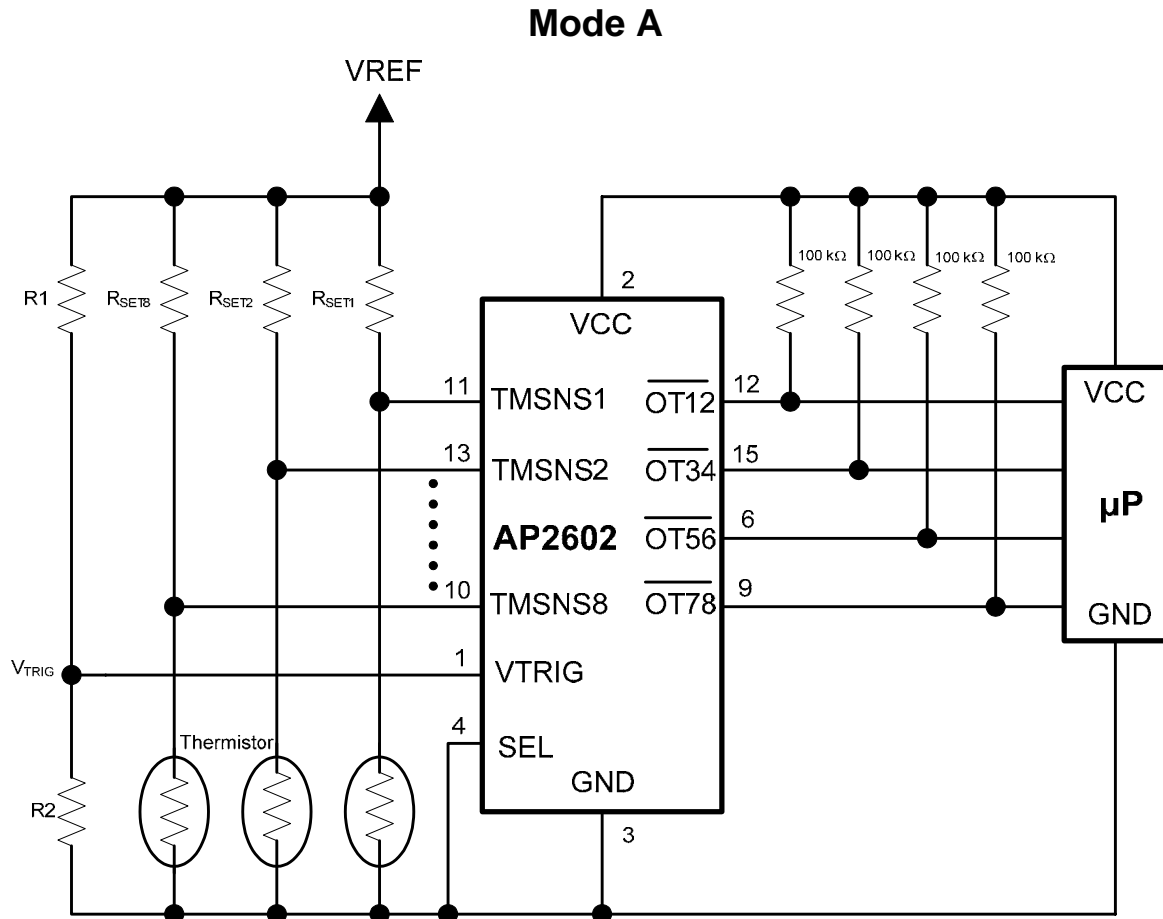 Mode A
VREF
R1
RSET8
RSET2
RSET1
100 kΩ
100 kΩ
100 kΩ
100 kΩ
2
VCC
11
TMSNS1
OT12
12
VCC
13
TMSNS2
OT34
15
AP2602
OT56
6
µP
10
TMSNS8
OT78
9
GND
VTRIG
1
VTRIG
4
SEL
Thermistor
GND
R2
3